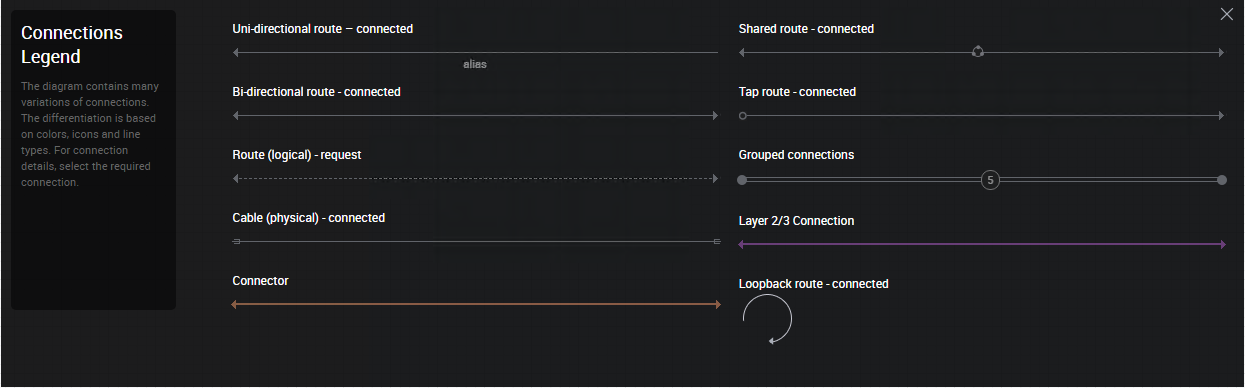 Connections
Legend
The diagram contains many
variations of connections.
The differentiation is based
on colors, icons and line
types. For connection
details, select the required
connection.
Uni-directional route – connected
alias
Bi-directional route - connected
Route (logical) - request
Cable (physical) - connected
Connector
Shared route - connected
Tap route - connected
Grouped connections
5
Layer 2/3 Connection
Loopback route - connected